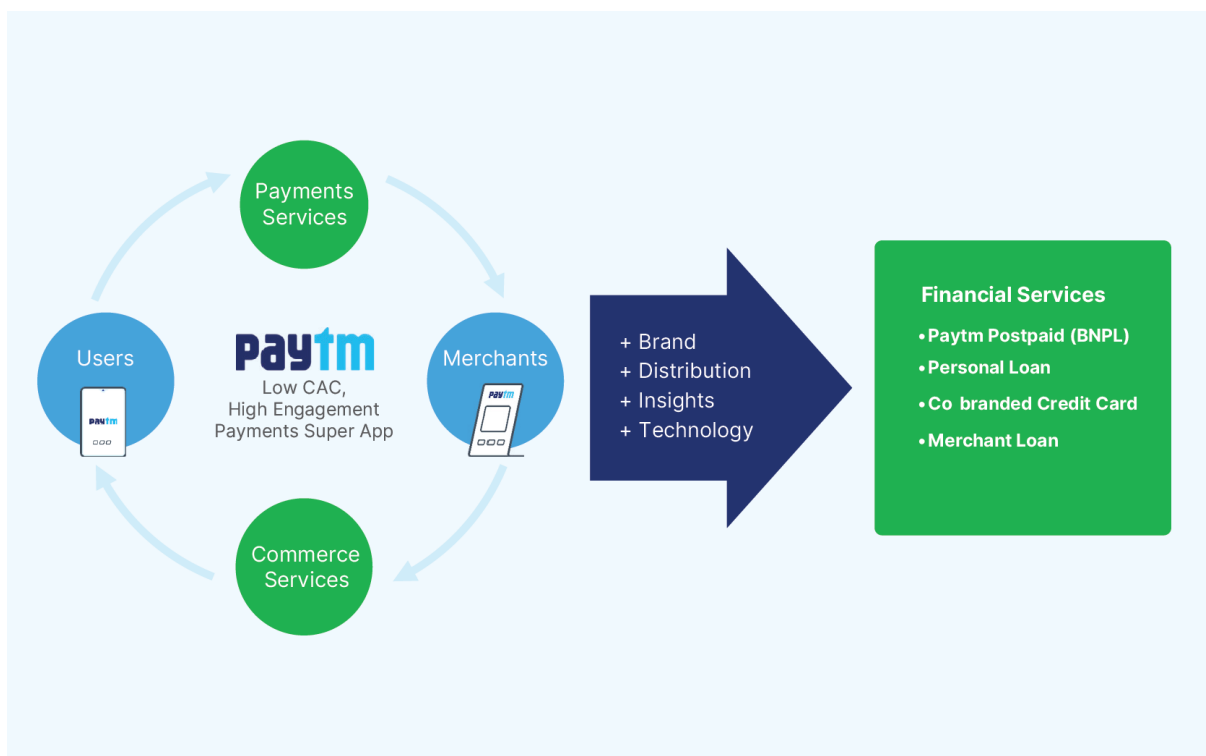 Payments
Services
Users
paytm
paytm
Low CAC,
High Engagement
Payments Super App
Merchants
paytm
Commerce
Services
+ Brand
+ Distribution
+ Insights
+ Technology
Financial Services
•Paytm Postpaid (BNPL)
•Personal Loan
•Co branded Credit Card
•Merchant Loan